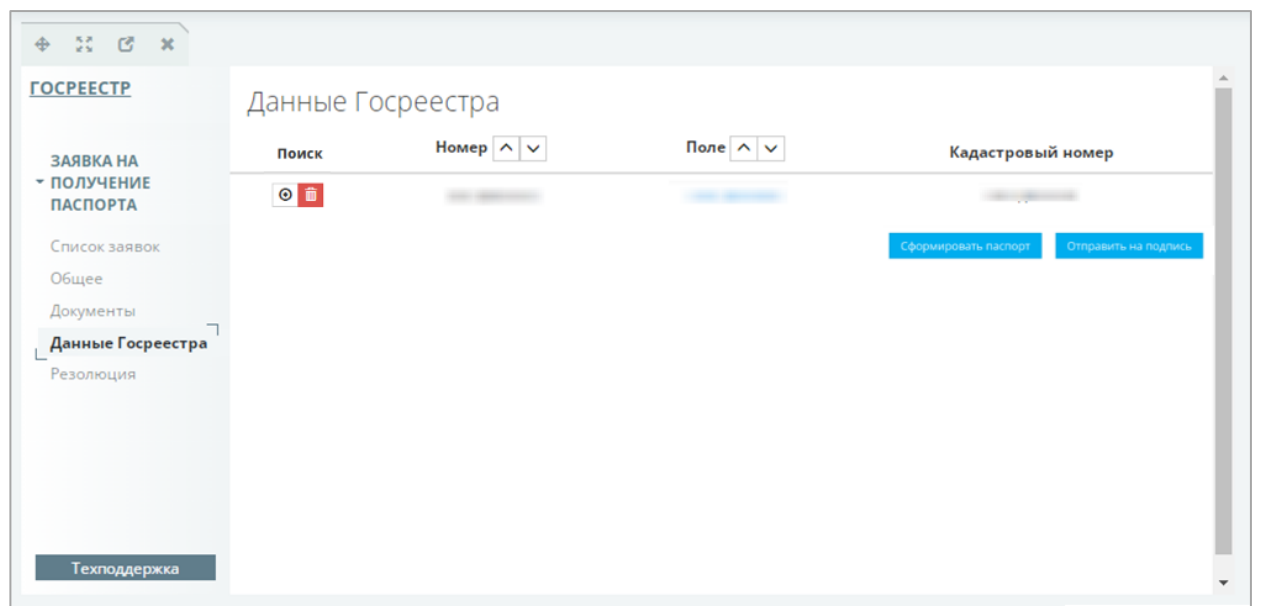 ГОСРЕЕСТР
ЗАЯВКА НА
ПОЛУЧЕНИЕ
ПАСПОРТА
Список заявок
Общее
Документы
Данные Госреестра
Резолюция
Техподдержка
Данные Госреестра
Поиск Номер Поле Кадастровый номер
Сформировать паспорт Отправить на подпись